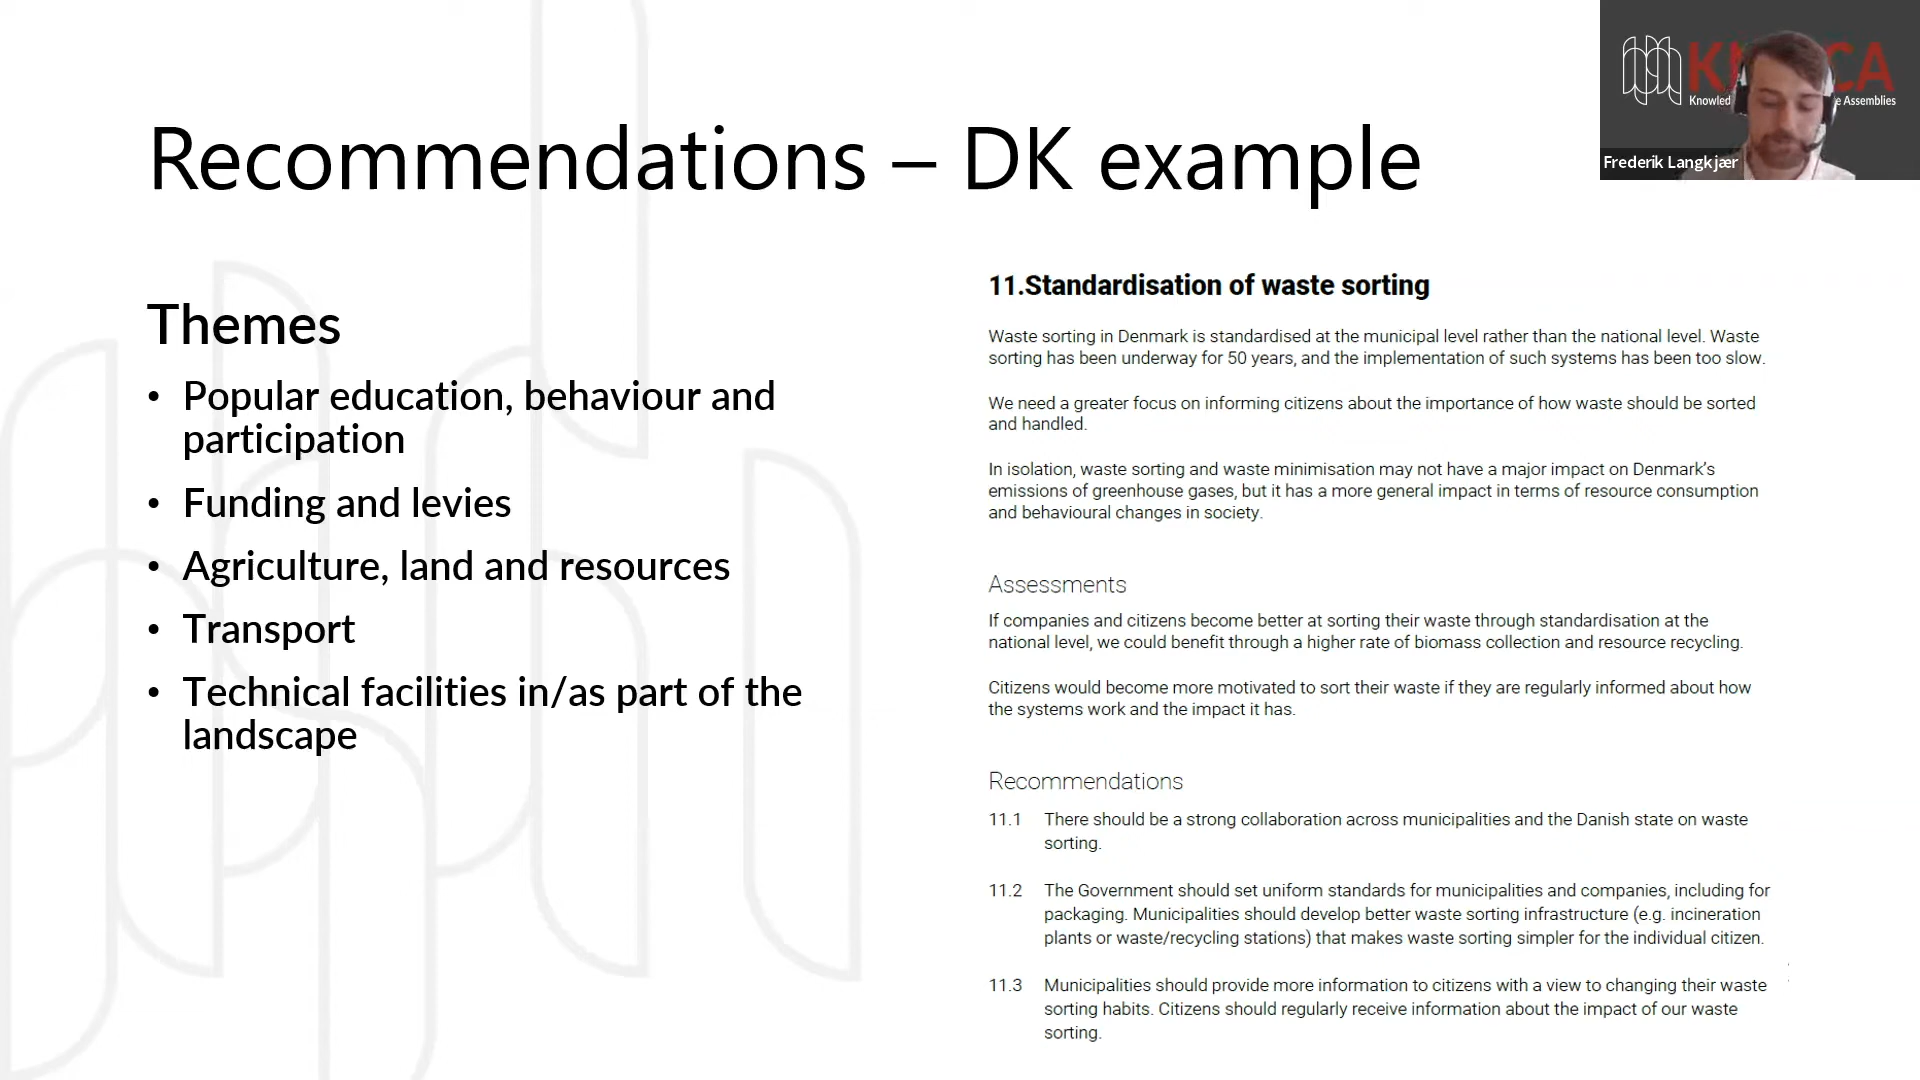 Recommendations – DK example
Themes
• Popular education, behaviour and
participation
• Funding and levies
• Agriculture, land and resources
• Transport
• Technical facilities in/as part of the
landscape
11.Standardisation of waste sorting
Waste sorting in Denmark is standardised at the municipal level rather than the national level. Waste
sorting has been underway for 50 years, and the implementation of such systems has been too slow.
We need a greater focus on informing citizens about the importance of how waste should be sorted
and handled.
In isolation, waste sorting and waste minimisation may not have a major impact on Denmark's
emissions of greenhouse gases, but it has a more general impact in terms of resource consumption
and behavioural changes in society.
Assessments
If companies and citizens become better at sorting their waste through standardisation at the
national level, we could benefit through a higher rate of biomass collection and resource recycling.
Citizens would become more motivated to sort their waste if they are regularly informed about how
the systems work and the impact it has.
Recommendations
11.1 There should be a strong collaboration across municipalities and the Danish state on waste
sorting.
11.2 The Government should set uniform standards for municipalities and companies, including for
packaging. Municipalities should develop better waste sorting infrastructure (e.g. incineration
plants or waste/recycling stations) that makes waste sorting simpler for the individual citizen.
11.3 Municipalities should provide more information to citizens with a view to changing their waste
sorting habits. Citizens should regularly receive information about the impact of our waste
sorting.
Assemblies
Frederik Langkjær